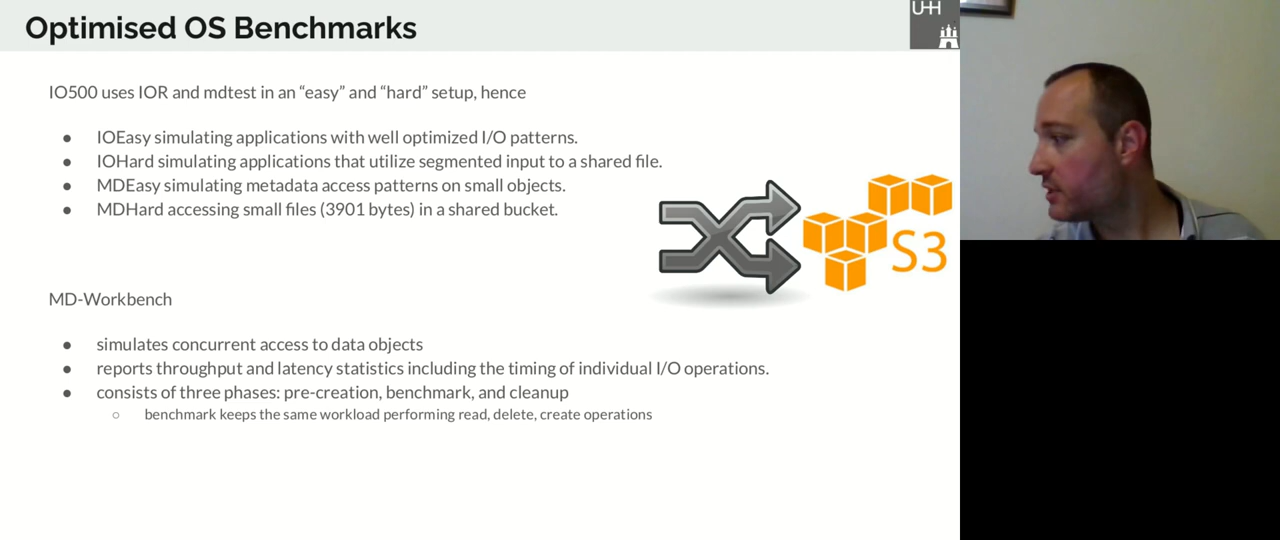 Optimised OS Benchmarks
UHH
IO500 uses IOR and mdtest in an “easy” and “hard” setup, hence
● IOEasy simulating applications with well optimized I/O patterns.
● IOHard simulating applications that utilize segmented input to a shared file.
● MDEasy simulating metadata access patterns on small objects.
● MDHard accessing small files (3901 bytes) in a shared bucket.
S3
MD-Workbench
● simulates concurrent access to data objects
● reports throughput and latency statistics including the timing of individual I/O operations.
● consists of three phases: pre-creation, benchmark, and cleanup
○ benchmark keeps the same workload performing read, delete, create operations